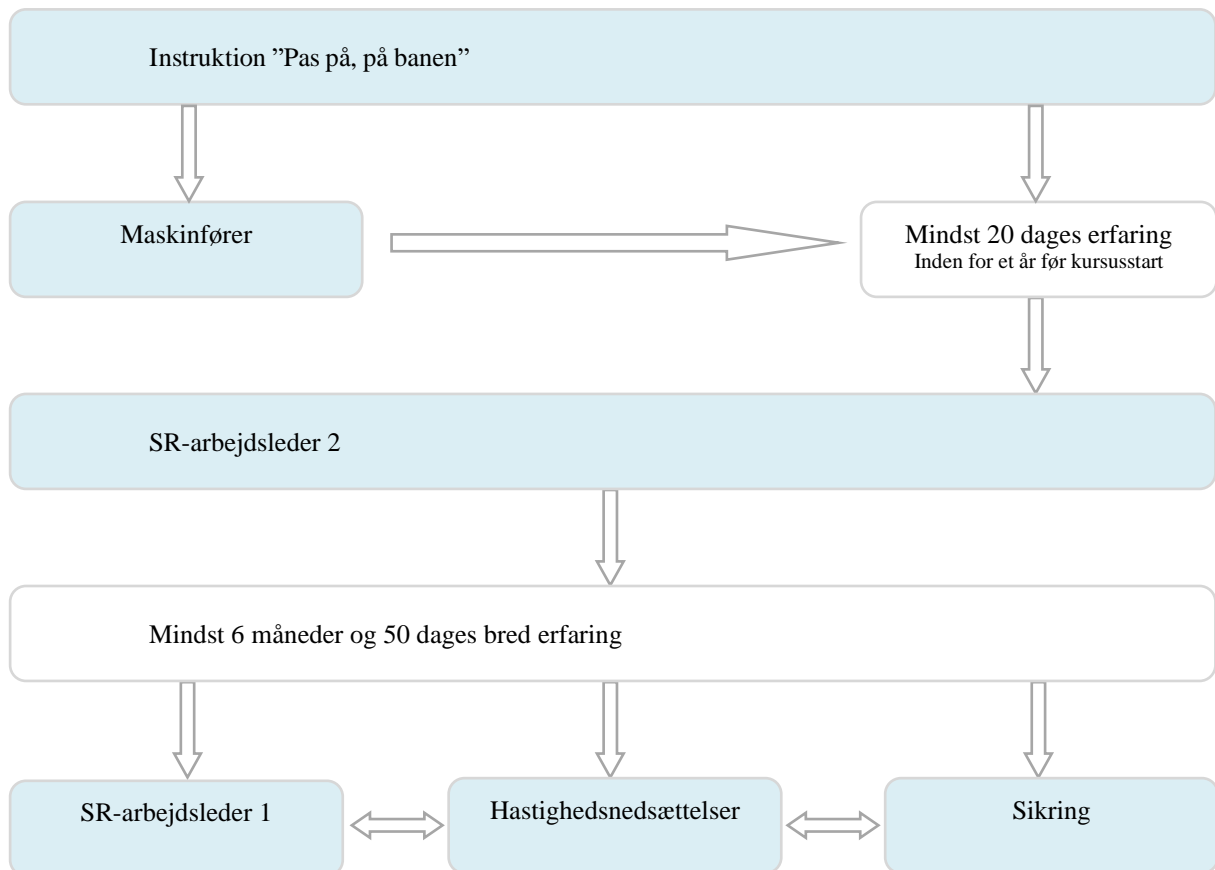 Instruktion ”Pas på, på banen”
Maskinfører
Mindst 20 dages erfaring
Inden for et år før kursusstart
SR-arbejdsleder 2
Mindst 6 måneder og 50 dages bred erfaring
SR-arbejdsleder 1
Hastighedsnedsættelser
Sikring